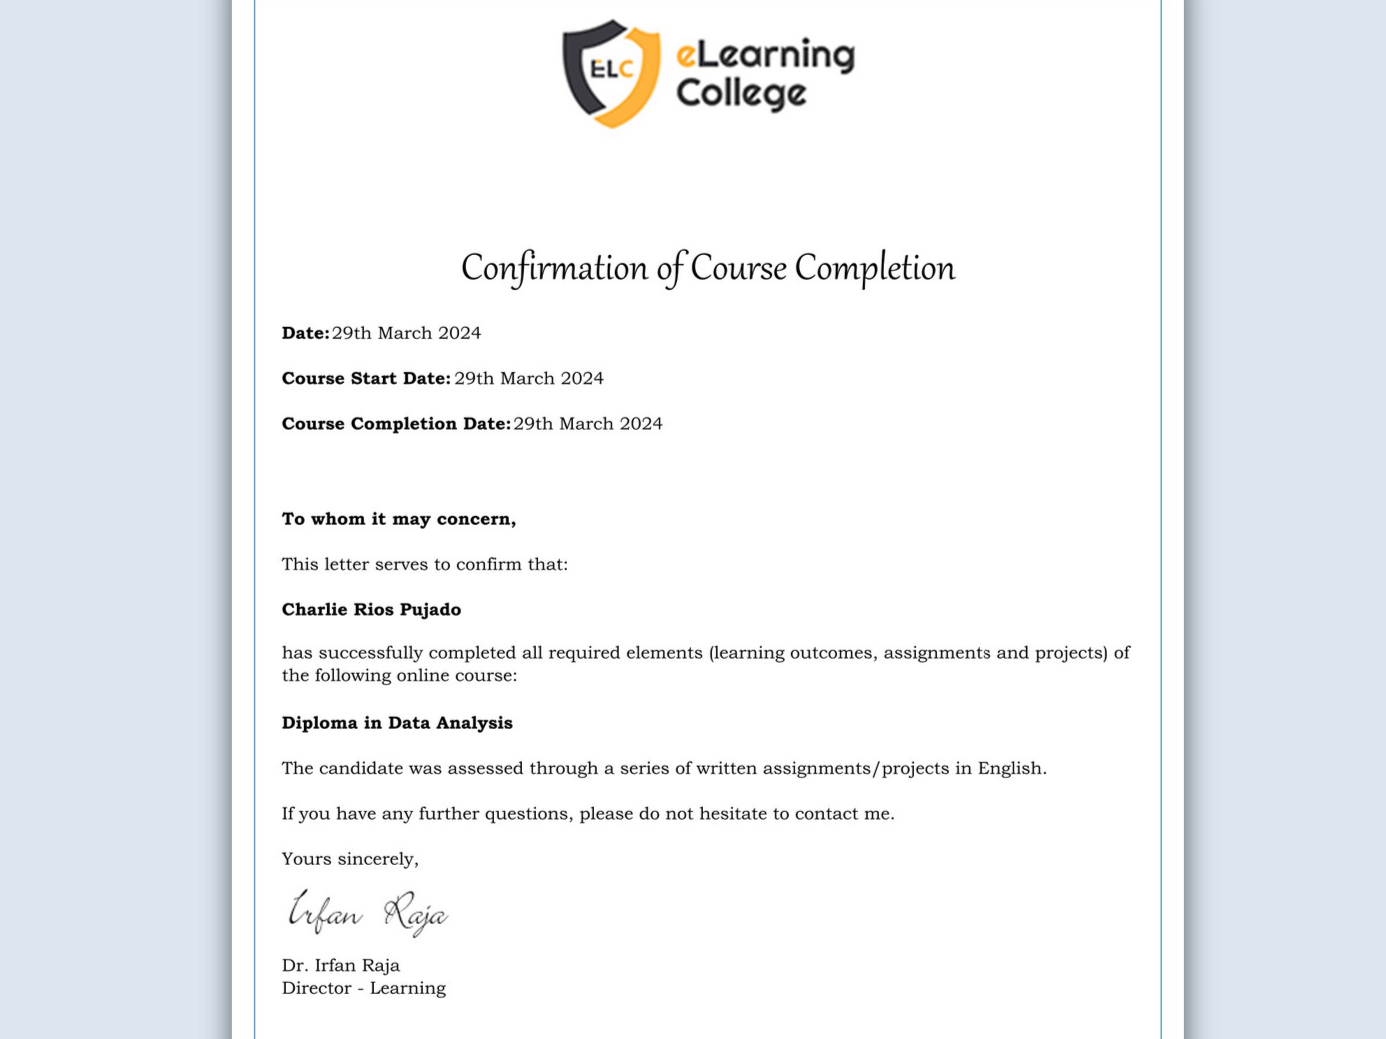 ELC
eLearning
College
Confirmation of Course Completion
Date: 29th March 2024
Course Start Date: 29th March 2024
Course Completion Date: 29th March 2024
To whom it may concern,
This letter serves to confirm that:
Charlie Rios Pujado
has successfully completed all required elements (learning outcomes, assignments and projects) of
the following online course:
Diploma in Data Analysis
The candidate was assessed through a series of written assignments/projects in English.
If you have any further questions, please do not hesitate to contact me.
Yours sincerely,
Irfan Raja
Dr. Irfan Raja
Director - Learning